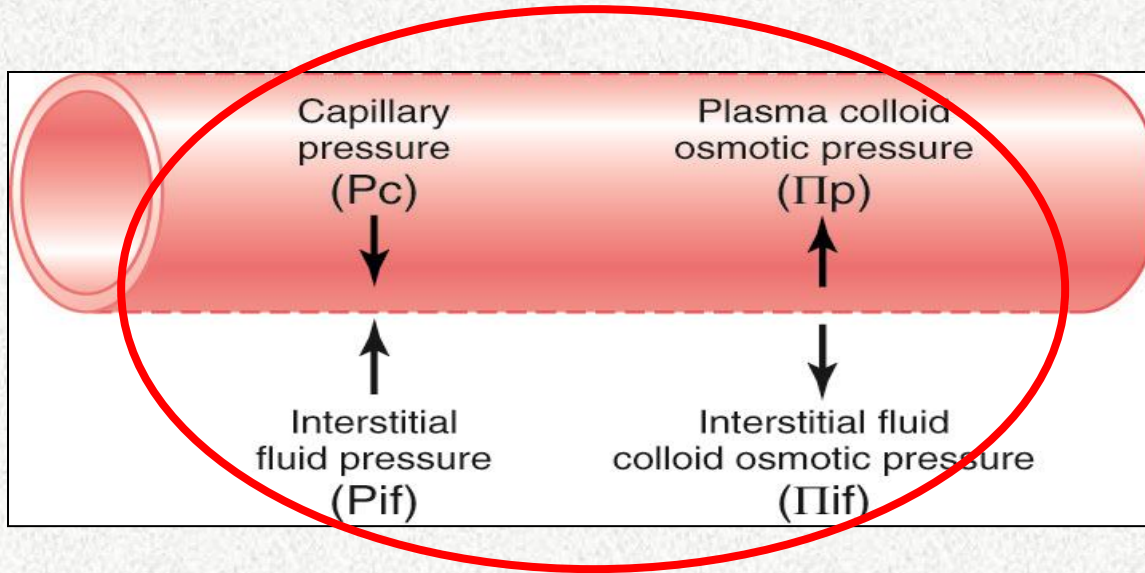 Capillary
pressure
(Pc)
Plasma colloid
osmotic pressure
(Πp)
Interstitial
fluid pressure
(Pif)
Interstitial fluid
colloid osmotic pressure
(Πif)